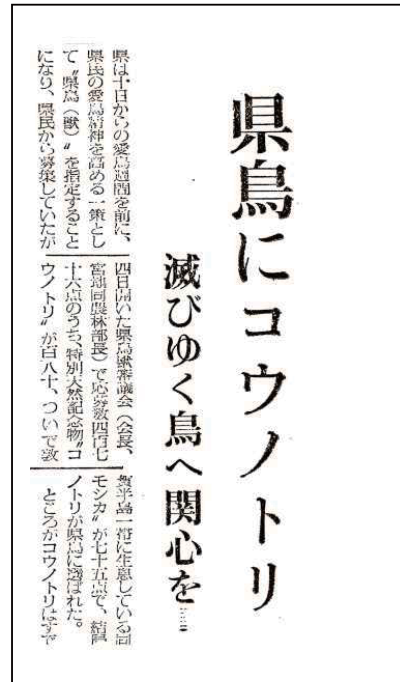 県鳥にコウノトリ
滅びゆく鳥へ関心を……
県は十日からの愛鳥週間を前に、
県民の愛鳥精神を高める一策とし
て〝県鳥（獣）〟を指定すること
になり、県民から募集していたが
四日開いた県鳥獣審議会（会長、
宮城同農林部長）で応募数四百七
十六点のうち、特別天然記念物〝コ
ウノトリ〟が百八十、ついで敦
賀半島一帯に生息している同
モシカ〟が七十五点で、結局
ノトリが県鳥に選ばれた。
ところがコウノトリはすで